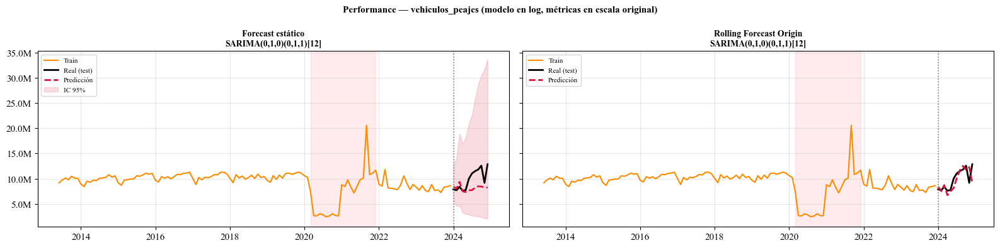 Performance — vehiculos_peajes (modelo en log, métricas en escala original)
Forecast estático
SARIMA(0,1,0)(0,1,1)[12]
35.0M
30.0M
25.0M
20.0M
15.0M
10.0M
5.0M
Train
Real (test)
Predicción
IC 95%
2014
2016
2018
2020
2022
2024
Rolling Forecast Origin
SARIMA(0,1,0)(0,1,1)[12]
Train
Real (test)
Predicción
2014
2016
2018
2020
2022
2024